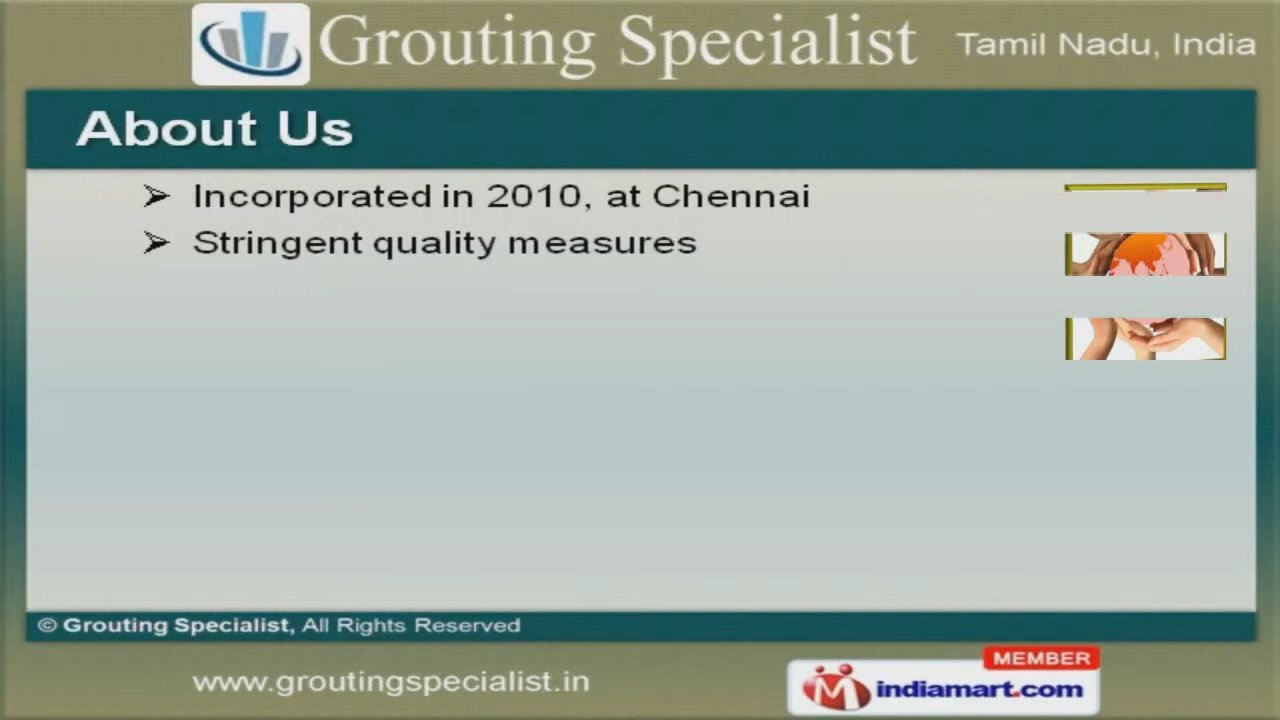 Grouting Specialist
Tamil Nadu, India
About Us
➢ Incorporated in 2010, at Chennai
➢ Stringent quality measures
© Grouting Specialist, All Rights Reserved
www.groutingspecialist.in
MEMBER
indiamart.com